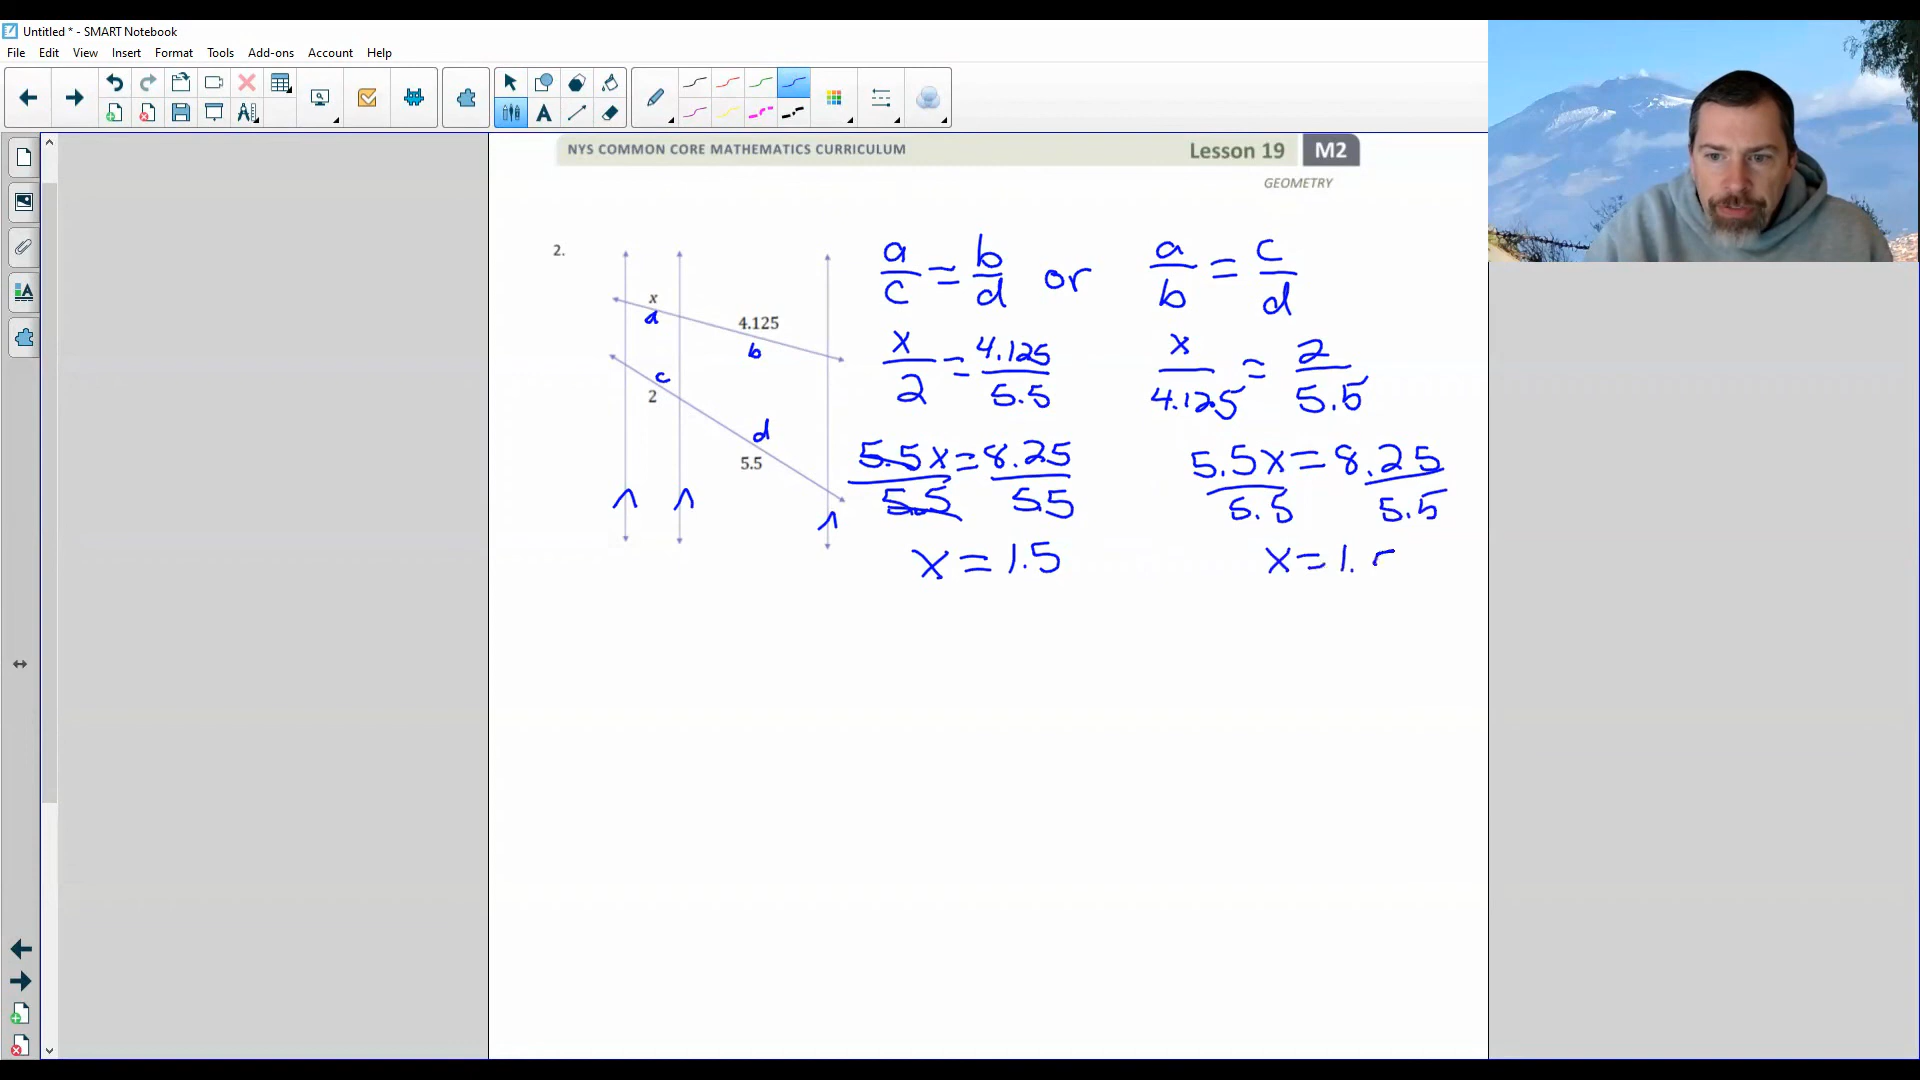 Untitled * - SMART Notebook
File Edit View Insert Format Tools Add-ons Account Help
NYS COMMON CORE MATHEMATICS CURRICULUM Lesson 19 M2
GEOMETRY
2.
x
a
4.125
b
c
2
d
5.5
a/c = b/d or a/b = c/d
x/2 = 4.125/5.5 x/4.125 = 2/5.5
5.5x/5.5 = 8.25/5.5 5.5x/5.5 = 8.25/5.5
x = 1.5 x = 1.